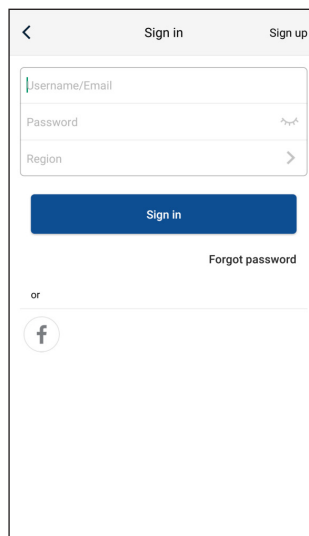 Sign in
Sign up
Username/Email
Password
Region
Sign in
Forgot password
or